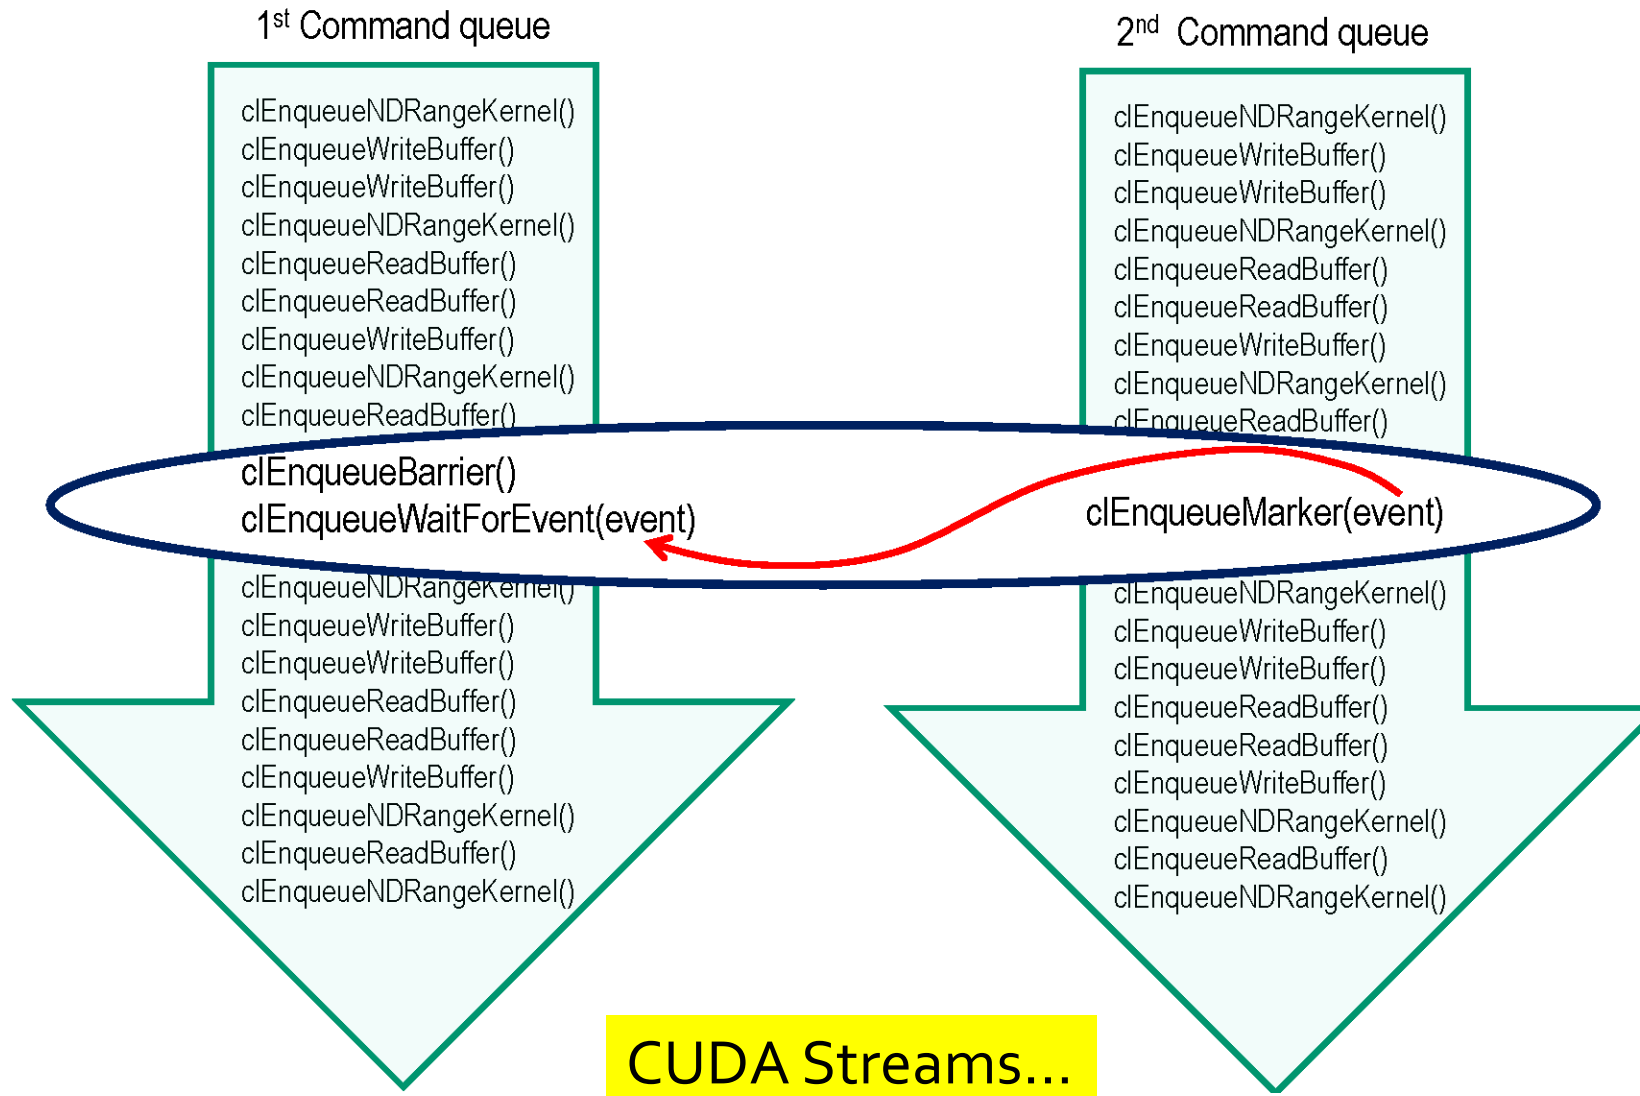 1st Command queue
clEnqueueNDRangeKernel()
clEnqueueWriteBuffer()
clEnqueueWriteBuffer()
clEnqueueNDRangeKernel()
clEnqueueReadBuffer()
clEnqueueReadBuffer()
clEnqueueWriteBuffer()
clEnqueueNDRangeKernel()
clEnqueueReadBuffer()
clEnqueueBarrier()
clEnqueueWaitForEvent(event)
clEnqueueNDRangeKernel()
clEnqueueWriteBuffer()
clEnqueueWriteBuffer()
clEnqueueReadBuffer()
clEnqueueReadBuffer()
clEnqueueWriteBuffer()
clEnqueueNDRangeKernel()
clEnqueueReadBuffer()
clEnqueueNDRangeKernel()
2nd Command queue
clEnqueueNDRangeKernel()
clEnqueueWriteBuffer()
clEnqueueWriteBuffer()
clEnqueueNDRangeKernel()
clEnqueueReadBuffer()
clEnqueueReadBuffer()
clEnqueueWriteBuffer()
clEnqueueNDRangeKernel()
clEnqueueReadBuffer()
clEnqueueMarker(event)
clEnqueueNDRangeKernel()
clEnqueueWriteBuffer()
clEnqueueWriteBuffer()
clEnqueueReadBuffer()
clEnqueueReadBuffer()
clEnqueueWriteBuffer()
clEnqueueNDRangeKernel()
clEnqueueReadBuffer()
clEnqueueNDRangeKernel()
CUDA Streams...